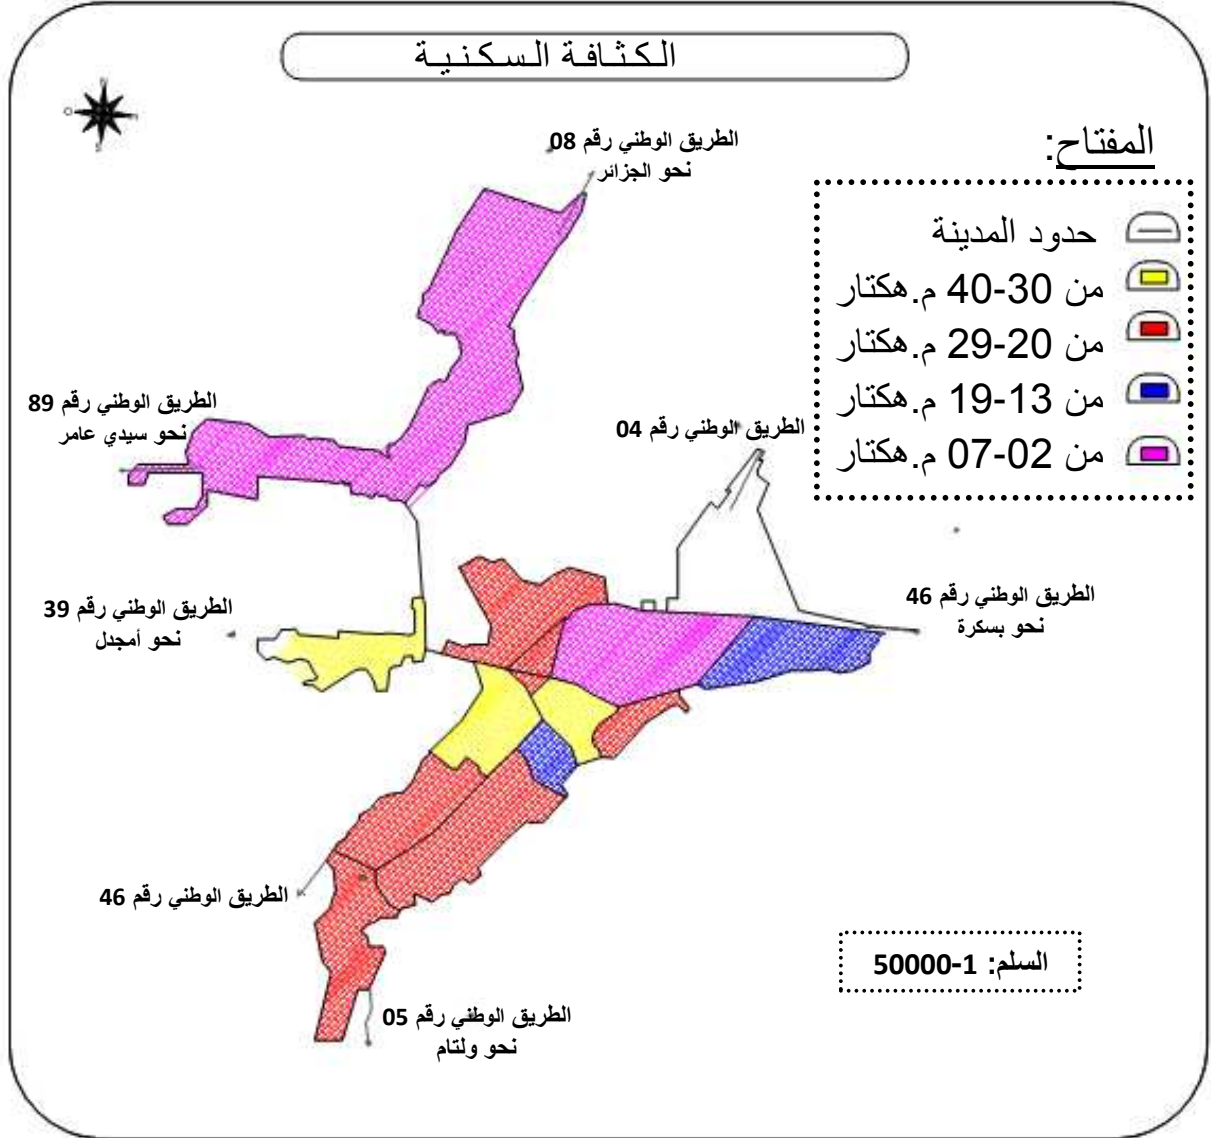 الكثافة السكنية
الطريق الوطني رقم 08
نحو الجزائر
المفتاح:
حدود المدينة
من 30-40 م.هكتار
من 20-29 م.هكتار
من 13-19 م.هكتار
من 02-07 م.هكتار
الطريق الوطني رقم 89
نحو سيدي عامر
الطريق الوطني رقم 04
الطريق الوطني رقم 39
نحو أمجدل
الطريق الوطني رقم 46
نحو بسكرة
الطريق الوطني رقم 46
السلم: 1-50000
الطريق الوطني رقم 05
نحو ولتام